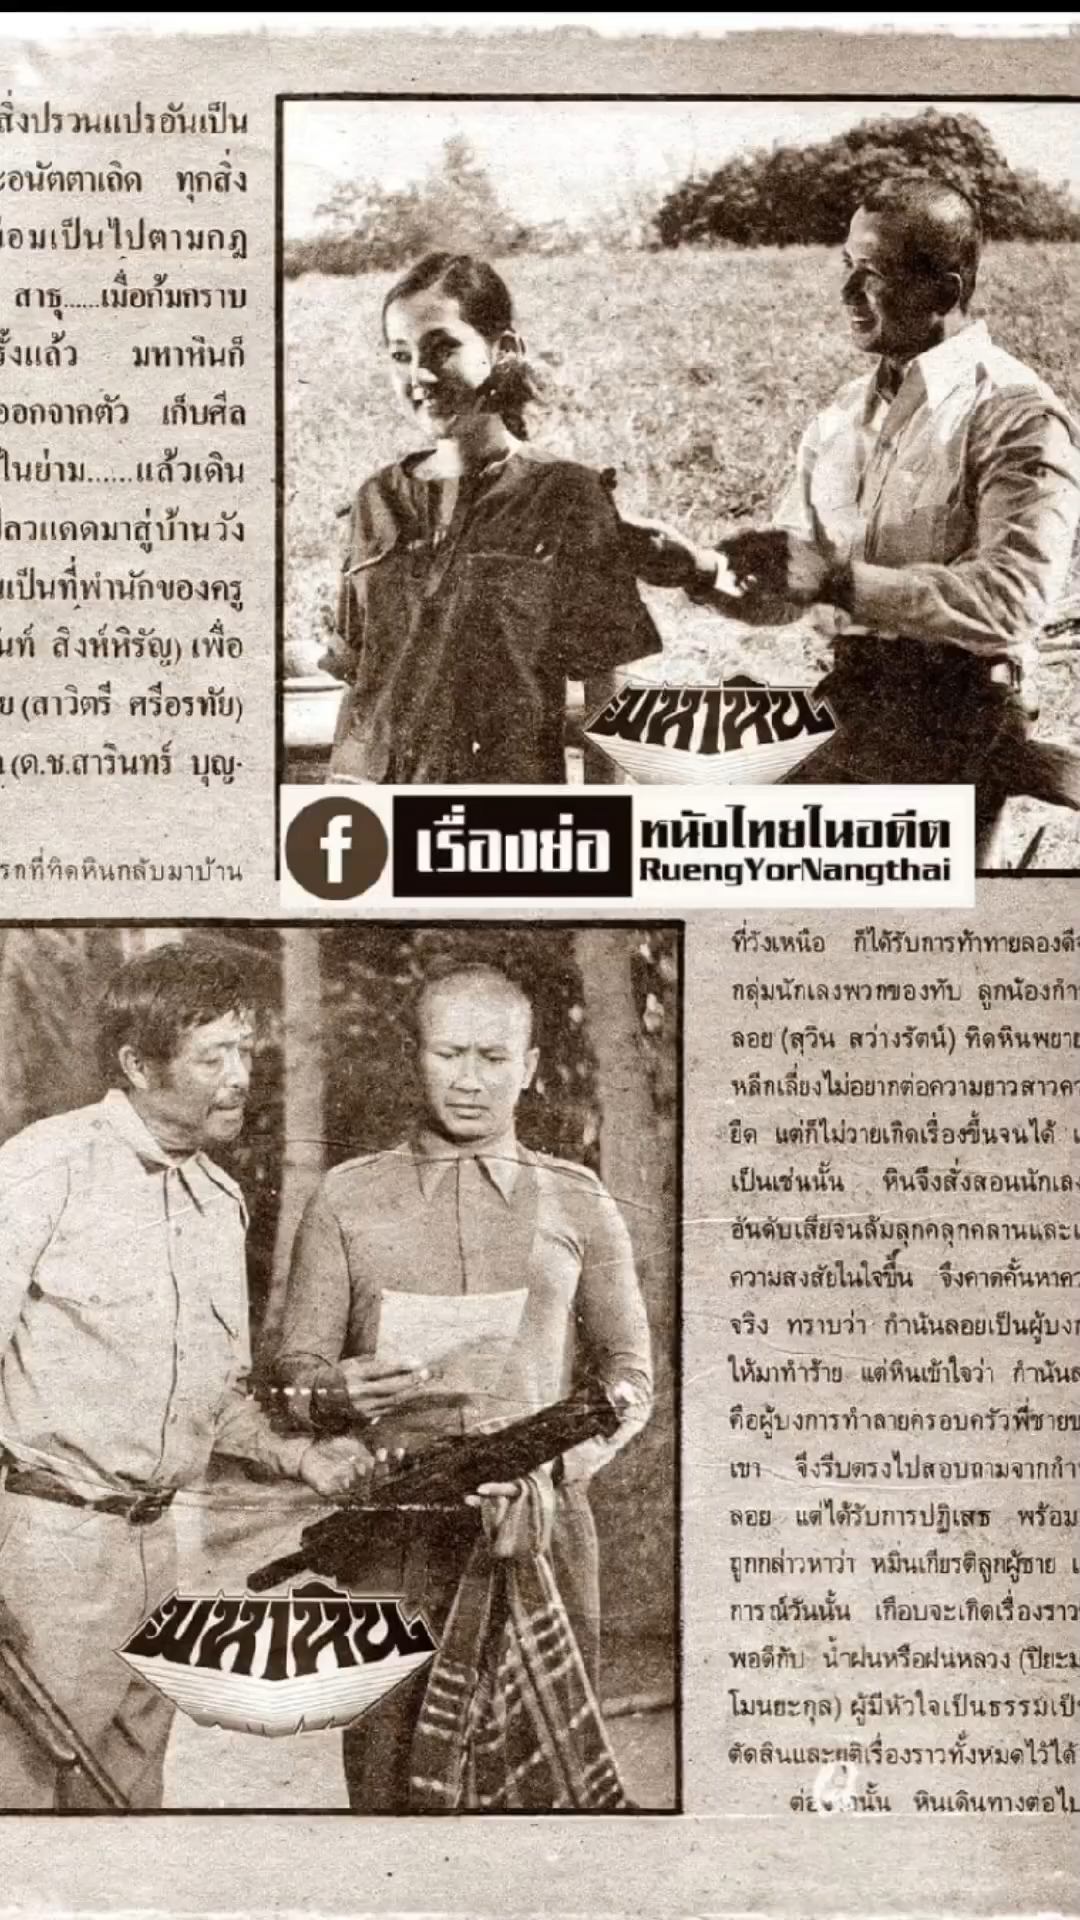 สิ่งปรวนแปรอันเป็น
ะอนัตตาเถิด ทุกสิ่ง
ย่อมเป็นไปตามกฎ
สาธุ......เมื่อก้มกราบ
รั้งแล้ว มหาหินก็
ออกจากตัว เก็บศีล
ในย่าม......แล้วเดิน
ปลวแดดมาสู่บ้านวัง
นเป็นที่พำนักของครู
นท์ สิงห์หิรัญ) เพื่อ
ย (สาวิตรี ศรีอรทัย)
(ด.ช.สารินทร์ บุญ-
รกที่ทิดหินกลับมาบ้าน
มหาหิน
f เรื่องย่อ หนังไทยในอดีต
RuengYorNangthai
มหาหิน
ที่วังเหนือ ก็ได้รับการท้าทายลองดีจ
กลุ่มนักเลงพวกของทับ ลูกน้องกำ
ลอย (สุวิน สว่างรัตน์) ทิดหินพยาย
หลีกเลี่ยงไม่อยากต่อความยาวสาวคว
ยืด แต่ก็ไม่วายเกิดเรื่องขึ้นจนได้ เ
เป็นเช่นนั้น หินจึงสั่งสอนนักเลง
อันดับเสียจนล้มลุกคลุกคลานและเ
ความสงสัยในใจขึ้น จึงคาดคั้นหาคว
จริง ทราบว่า กำนันลอยเป็นผู้บงก
ให้มาทำร้าย แต่หินเข้าใจว่า กำนันล
คือผู้บงการทำลายครอบครัวพี่ชายข
เขา จึงรีบตรงไปสอบถามจากกำ
ลอย แต่ได้รับการปฏิเสธ พร้อม
ถูกกล่าวหาว่า หมิ่นเกียรติลูกผู้ชาย เ
การณ์วันนั้น เกือบจะเกิดเรื่องราว
พอดีกับ น้ำฝนหรือฝนหลวง (ปิยะม
โมนยะกุล) ผู้มีหัวใจเป็นธรรมเป็
ตัดสินและยุติเรื่องราวทั้งหมดไว้ได้
ต่อจากนั้น หินเดินทางต่อไป